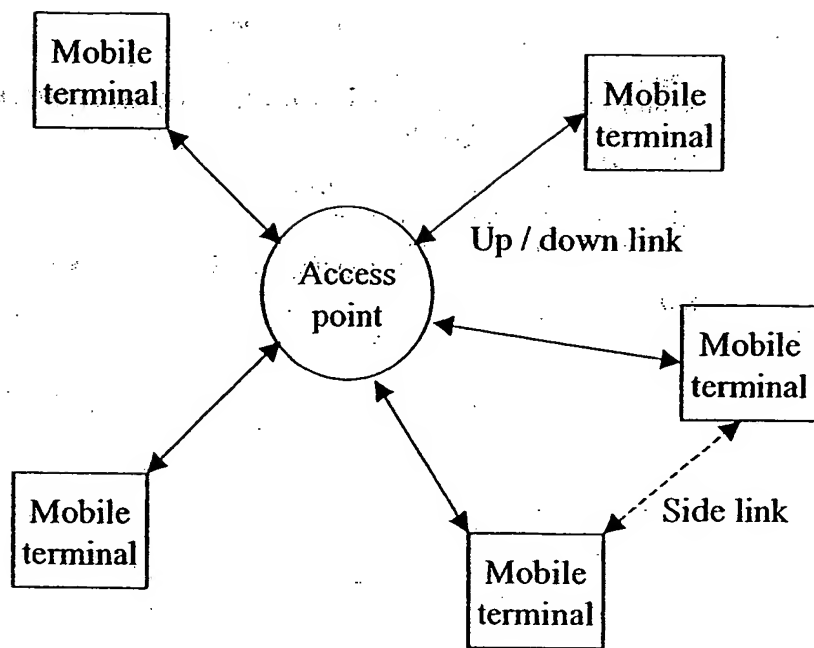 Mobile
terminal
Mobile
terminal
Up / down link
Access
point
Mobile
terminal
Side link
Mobile
terminal
Mobile
terminal